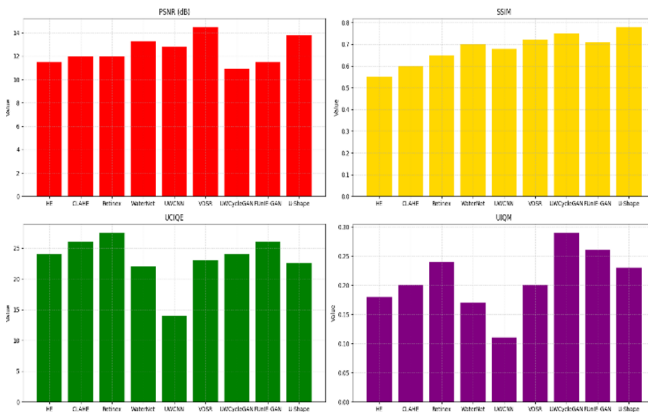 PSNR (dB)
Value
14
12
10
8
6
4
2
0
HE CLAHE Retinex WaterNet UWCNN VDSR UWCycleGAN FUnIE-GAN U Shape
SSIM
Value
0.8
0.7
0.6
0.5
0.4
0.3
0.2
0.1
0.0
HE CLAHE Retinex WaterNet UWCNN VDSR UWCycleGAN FUnIE-GAN U Shape
UCIQE
Value
25
20
15
10
5
0
HE CLAHE Retinex WaterNet UWCNN VDSR UWCycleGAN FUnIE-GAN U Shape
UIQM
Value
0.30
0.25
0.20
0.15
0.10
0.05
0.00
HE CLAHE Retinex WaterNet UWCNN VDSR UWCycleGAN FUnIE-GAN U Shape